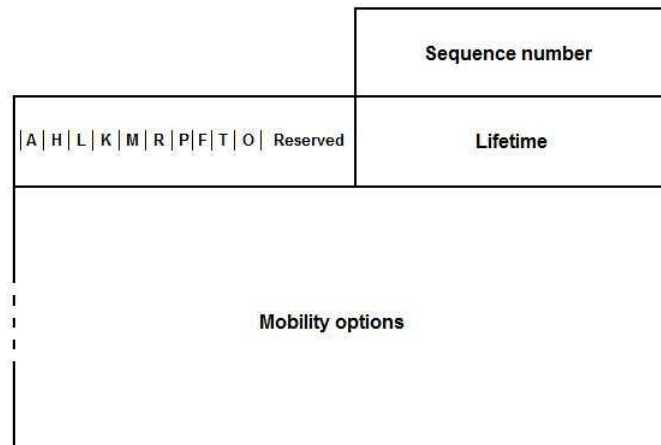 Sequence number
|A|H|L|K|M|R|P|F|T|O| Reserved
Lifetime
Mobility options